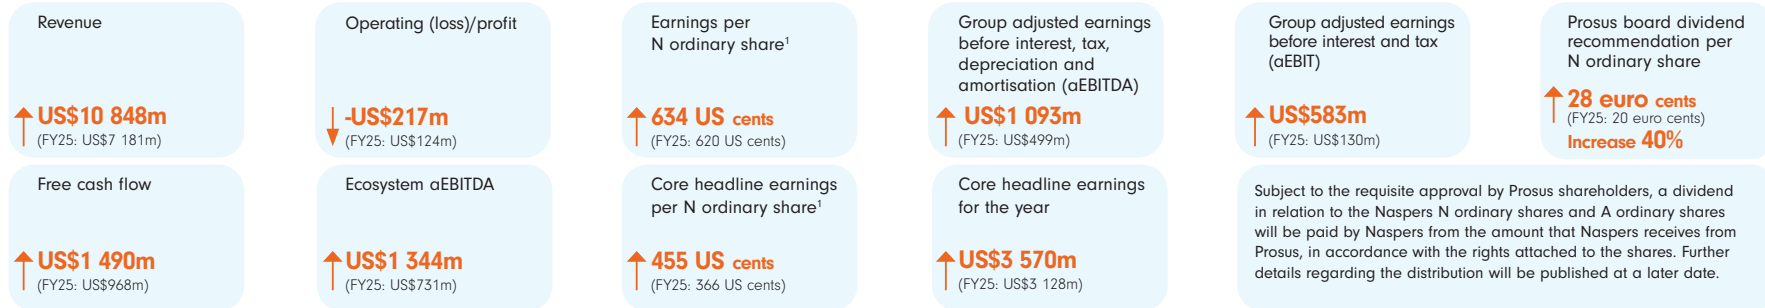 Revenue
US$10 848m
(FY25: US$7 181m)
Operating (loss)/profit
-US$217m
(FY25: US$124m)
Earnings per
N ordinary share¹
634 US cents
(FY25: 620 US cents)
Group adjusted earnings
before interest, tax,
depreciation and
amortisation (aEBITDA)
US$1 093m
(FY25: US$499m)
Group adjusted earnings
before interest and tax
(aEBIT)
US$583m
(FY25: US$130m)
Prosus board dividend
recommendation per
N ordinary share
28 euro cents
(FY25: 20 euro cents)
Increase 40%
Free cash flow
US$1 490m
(FY25: US$968m)
Ecosystem aEBITDA
US$1 344m
(FY25: US$731m)
Core headline earnings
per N ordinary share¹
455 US cents
(FY25: 366 US cents)
Core headline earnings
for the year
US$3 570m
(FY25: US$3 128m)
Subject to the requisite approval by Prosus shareholders, a dividend
in relation to the Naspers N ordinary shares and A ordinary shares
will be paid by Naspers from the amount that Naspers receives from
Prosus, in accordance with the rights attached to the shares. Further
details regarding the distribution will be published at a later date.